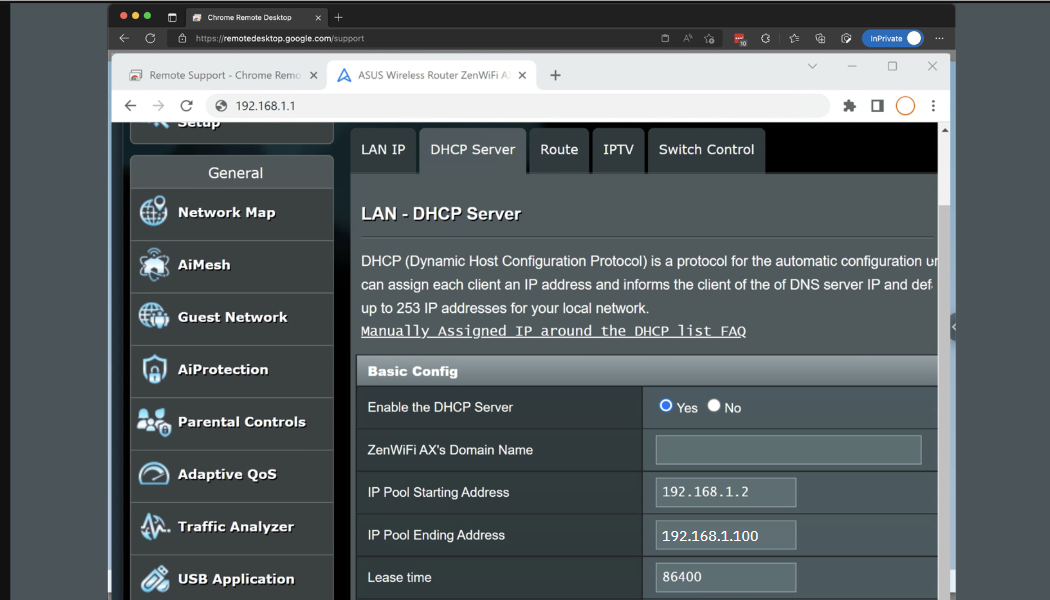 Chrome Remote Desktop
https://remotedesktop.google.com/support
10
InPrivate
Remote Support - Chrome Remo
ASUS Wireless Router ZenWiFi A
192.168.1.1
Setup
General
Network Map
AiMesh
Guest Network
AiProtection
Parental Controls
Adaptive QoS
Traffic Analyzer
USB Application
LAN IP
DHCP Server
Route
IPTV
Switch Control
LAN - DHCP Server
DHCP (Dynamic Host Configuration Protocol) is a protocol for the automatic configuration u
can assign each client an IP address and informs the client of the of DNS server IP and def
up to 253 IP addresses for your local network.
Manually Assigned IP around the DHCP list FAQ
Basic Config
Enable the DHCP Server Yes No
ZenWiFi AX's Domain Name
IP Pool Starting Address 192.168.1.2
IP Pool Ending Address 192.168.1.100
Lease time 86400